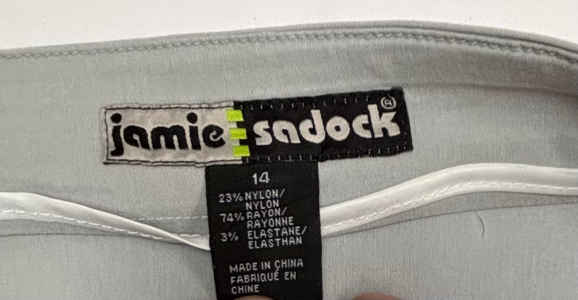 jamie sadock®
14
23% NYLON/
NYLON
74% RAYON/
RAYONNE
3% ELASTANE/
ELASTHAN
MADE IN CHINA
FABRIQUÉ EN
CHINE